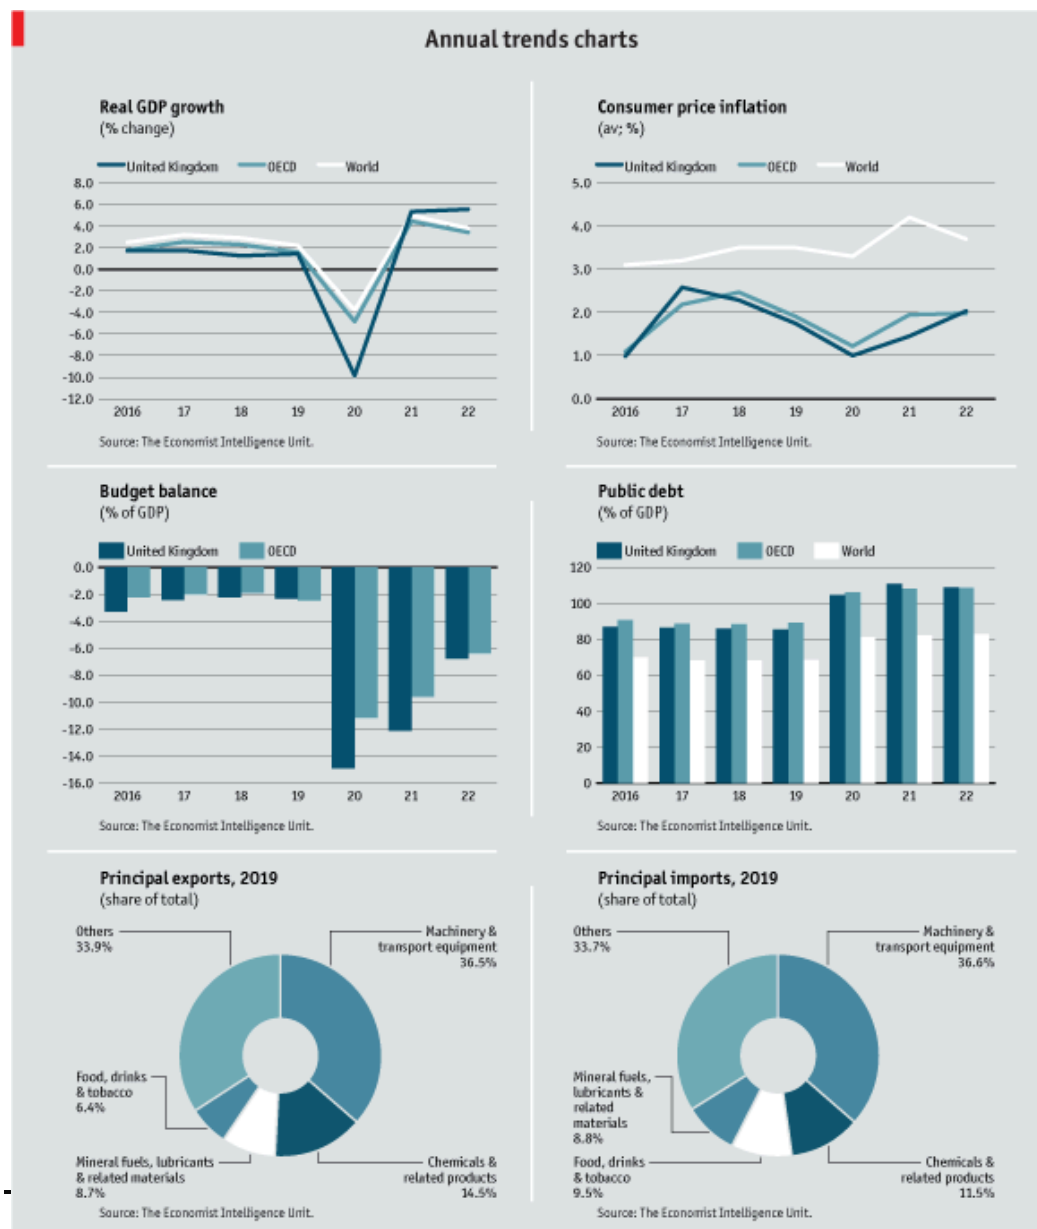 Annual trends charts
Real GDP growth
(% change)
United Kingdom OECD World
8.0
6.0
4.0
2.0
0.0
-2.0
-4.0
-6.0
-8.0
-10.0
-12.0
2016 17 18 19 20 21 22
Source: The Economist Intelligence Unit.
Consumer price inflation
(av; %)
United Kingdom OECD World
5.0
4.0
3.0
2.0
1.0
0.0
2016 17 18 19 20 21 22
Source: The Economist Intelligence Unit.
Budget balance
(% of GDP)
United Kingdom OECD
0.0
-2.0
-4.0
-6.0
-8.0
-10.0
-12.0
-14.0
-16.0
2016 17 18 19 20 21 22
Source: The Economist Intelligence Unit.
Public debt
(% of GDP)
United Kingdom OECD World
120
100
80
60
40
20
0
2016 17 18 19 20 21 22
Source: The Economist Intelligence Unit.
Principal exports, 2019
(share of total)
Others
33.9%
Machinery &
transport equipment
36.5%
Food, drinks
& tobacco
6.4%
Mineral fuels, lubricants
& related materials
8.7%
Chemicals &
related products
14.5%
Source: The Economist Intelligence Unit.
Principal imports, 2019
(share of total)
Others
33.7%
Machinery &
transport equipment
36.6%
Mineral fuels,
lubricants &
related
materials
8.8%
Food, drinks
& tobacco
9.5%
Chemicals &
related products
11.5%
Source: The Economist Intelligence Unit.